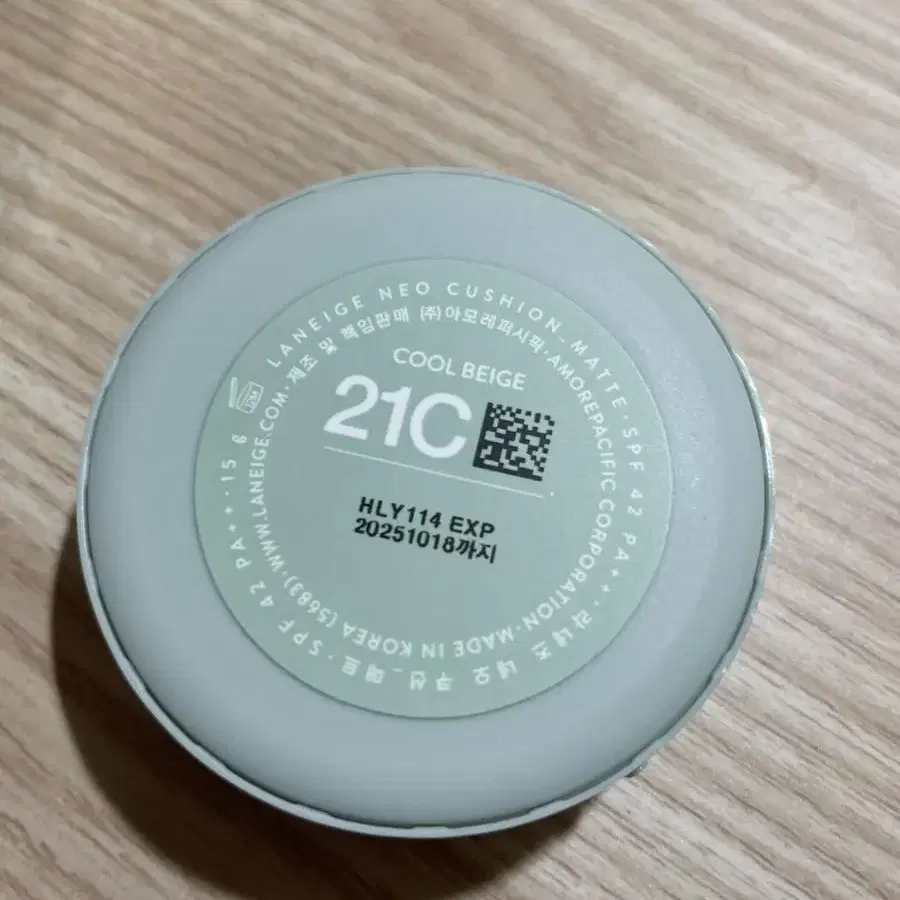 LANEIGE NEO CUSHION_MATTE · SPF 42 PA++ · 라네즈 네오 쿠션_매트 · SPF 42 PA++ · 15 g
WWW.LANEIGE.COM · 제조 및 책임판매 (주)아모레퍼시픽 · AMOREPACIFIC CORPORATION · MADE IN KOREA (5683) ·
12M
COOL BEIGE
21C
HLY114 EXP
20251018까지